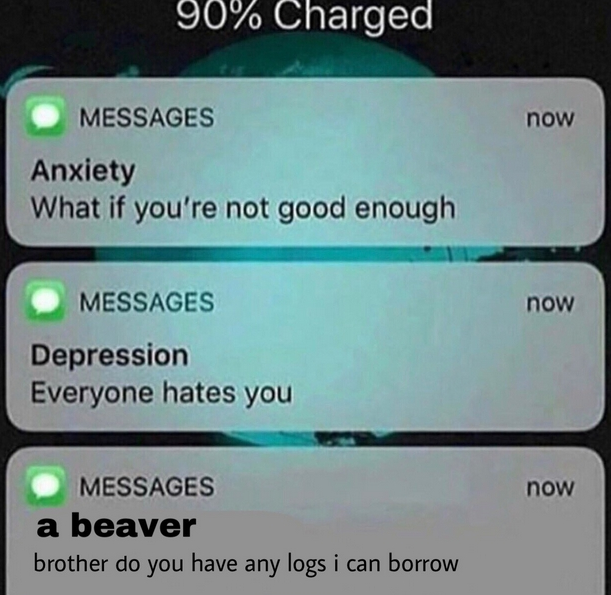 90% Charged
MESSAGES now
Anxiety
What if you're not good enough
MESSAGES now
Depression
Everyone hates you
MESSAGES now
a beaver
brother do you have any logs i can borrow